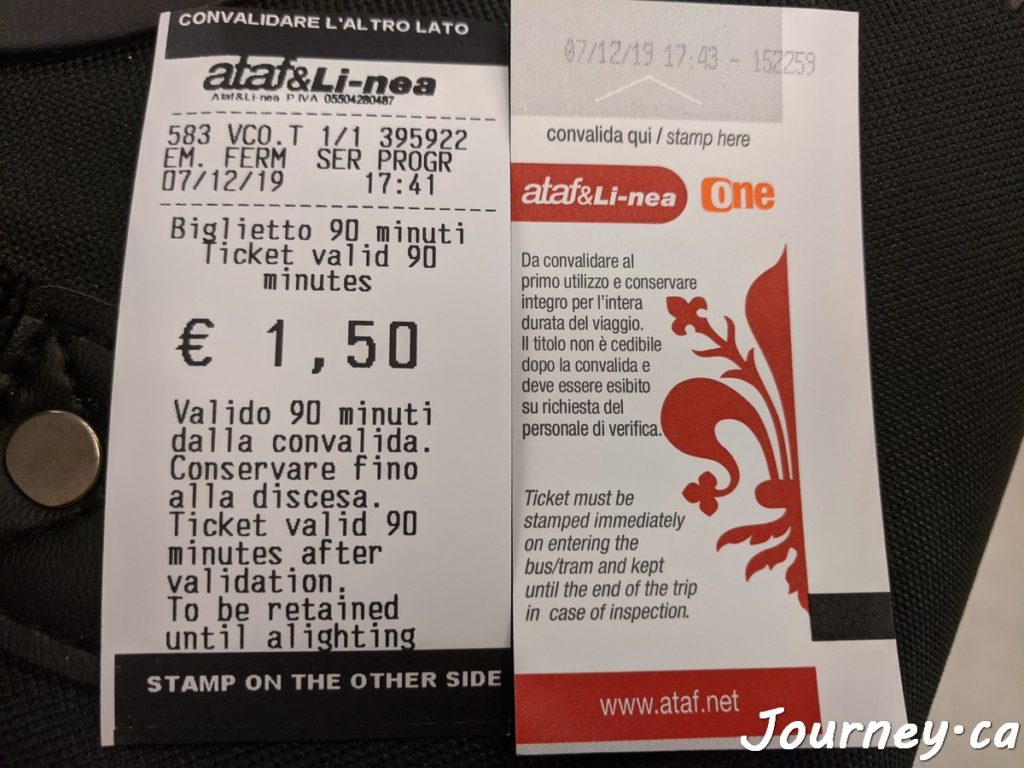 CONVALIDARE L'ALTRO LATO
ataf&Li-nea
Ataf&Li-nea P.IVA 05504280487
583 VCO.T 1/1 395922
EM. FERM SER PROGR
07/12/19 17:41
Biglietto 90 minuti
Ticket valid 90
minutes
€ 1,50
Valido 90 minuti
dalla convalida.
Conservare fino
alla discesa.
Ticket valid 90
minutes after
validation.
To be retained
until alighting
STAMP ON THE OTHER SIDE
07/12/19 17:43 - 152259
convalida qui / stamp here
ataf&Li-nea One
Da convalidare al
primo utilizzo e conservare
integro per l'intera
durata del viaggio.
Il titolo non è cedibile
dopo la convalida e
deve essere esibito
su richiesta del
personale di verifica.
Ticket must be
stamped immediately
on entering the
bus/tram and kept
until the end of the trip
in case of inspection.
www.ataf.net
Journey.ca